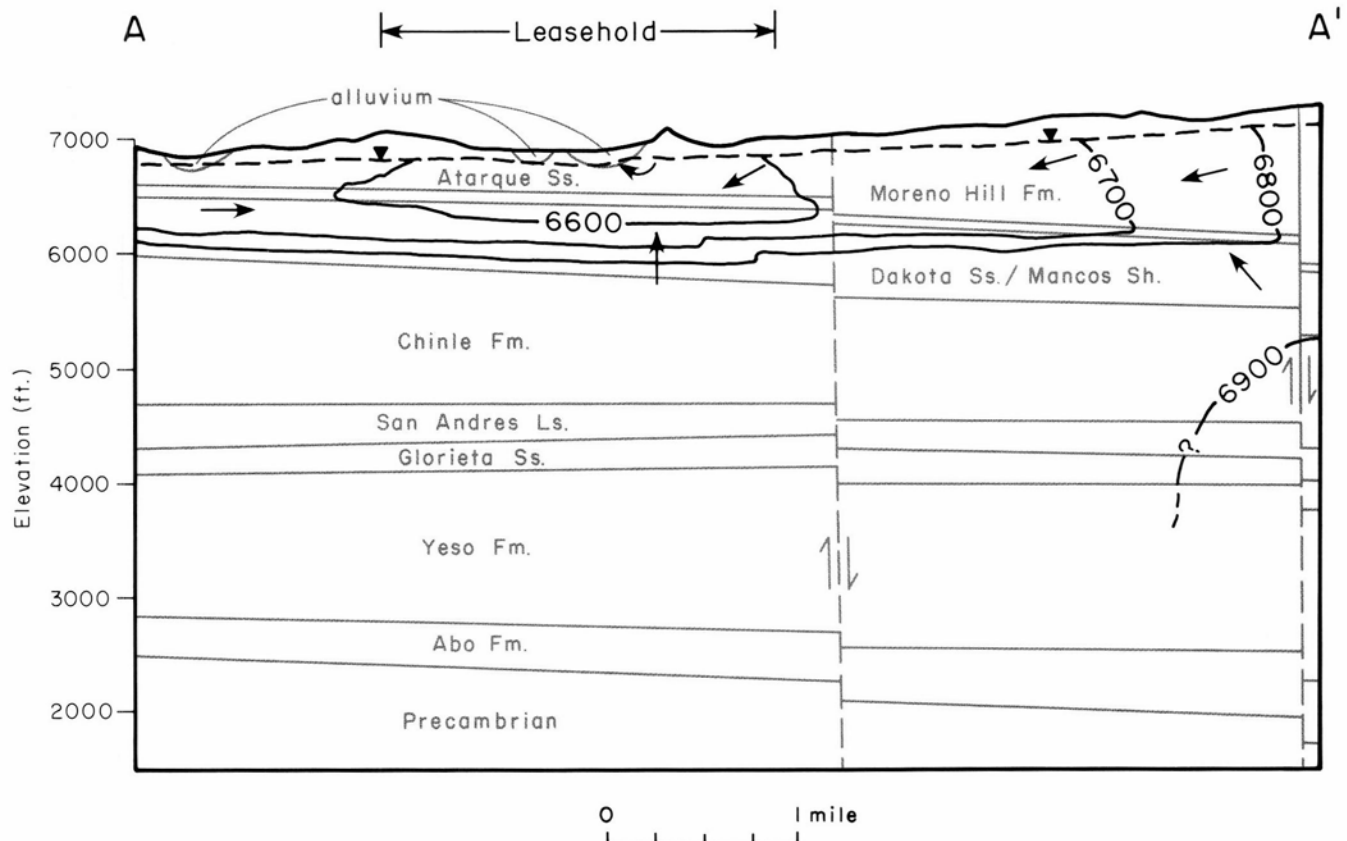 A
Leasehold
A'
alluvium
7000
6000
5000
4000
3000
2000
Elevation (ft.)
Atarque Ss.
6600
Moreno Hill Fm.
6700
6800
Dakota Ss./ Mancos Sh.
Chinle Fm.
6900
?
San Andres Ls.
Glorieta Ss.
Yeso Fm.
Abo Fm.
Precambrian
0 1 mile